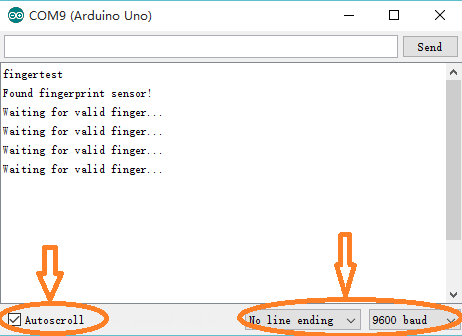 COM9 (Arduino Uno)
Send
fingertest
Found fingerprint sensor!
Waiting for valid finger...
Waiting for valid finger...
Waiting for valid finger...
Waiting for valid finger...
Autoscroll
No line ending
9600 baud